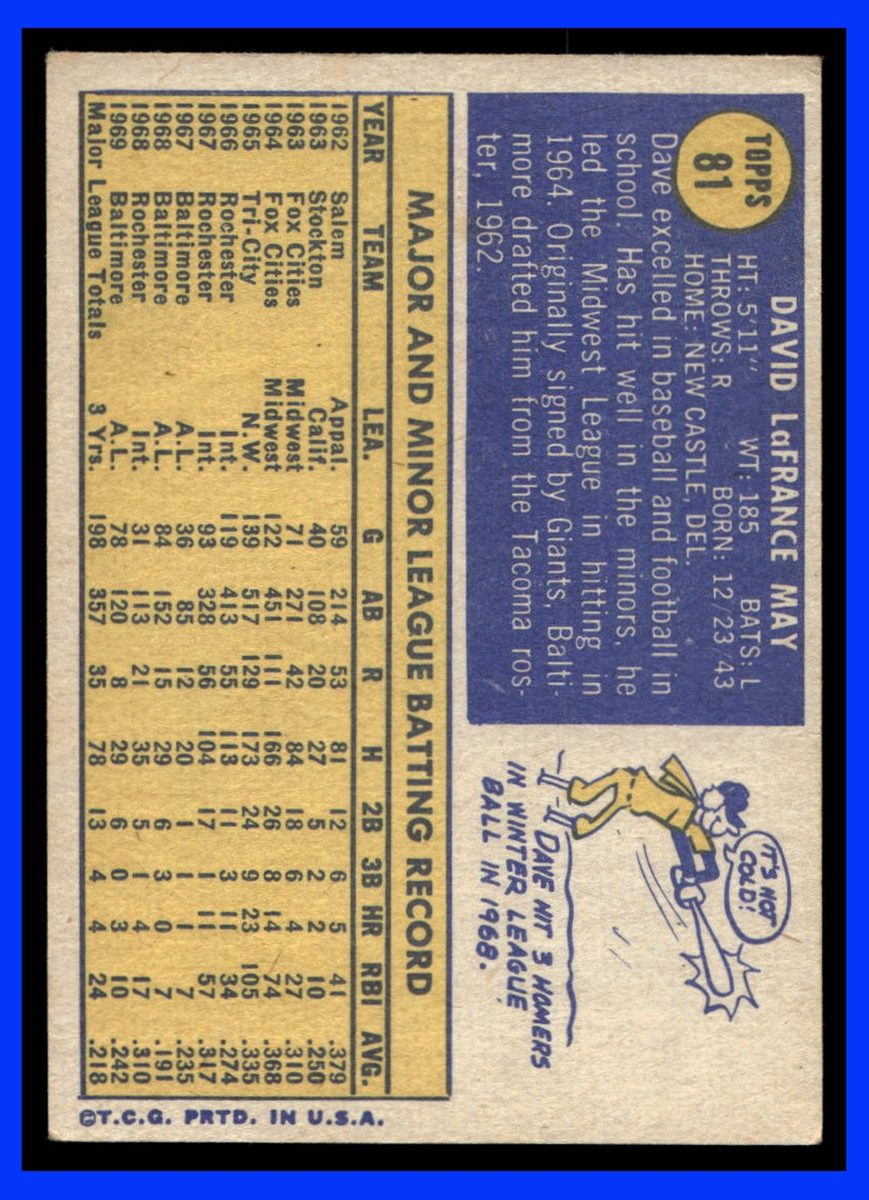 TOPPS
81
DAVID LaFRANCE MAY
HT: 5'11" WT: 185 BATS: L
THROWS: R BORN: 12/23/43
HOME: NEW CASTLE, DEL.
Dave excelled in baseball and football in
school. Has hit well in the minors, he
led the Midwest League in hitting in
1964. Originally signed by Giants, Balti-
more drafted him from the Tacoma ros-
ter, 1962.
IT'S NOT
COLD!
DAVE HIT 3 HOMERS
IN WINTER LEAGUE
BALL IN 1968.
MAJOR AND MINOR LEAGUE BATTING RECORD
YEAR TEAM LEA. G AB R H 2B 3B HR RBI AVG.
1962 Salem Appal. 59 214 53 81 12 6 5 41 .379
1963 Stockton Calif. 40 108 20 27 5 2 2 10 .250
1963 Fox Cities Midwest 71 271 42 84 18 6 4 27 .310
1964 Fox Cities Midwest 122 451 111 166 26 8 14 74 .368
1965 Tri-City N.W. 139 517 129 173 24 9 23 105 .335
1966 Rochester Int. 119 413 55 113 11 3 11 34 .274
1967 Rochester Int. 93 328 56 104 17 1 11 57 .317
1967 Baltimore A.L. 36 85 12 20 1 1 1 7 .235
1968 Baltimore A.L. 84 152 15 29 6 3 0 7 .191
1968 Rochester Int. 31 113 21 35 5 1 4 17 .310
1969 Baltimore A.L. 78 120 8 29 6 0 3 10 .242
Major League Totals 3 Yrs. 198 357 35 78 13 4 4 24 .218
©T.C.G. PRTD. IN U.S.A.